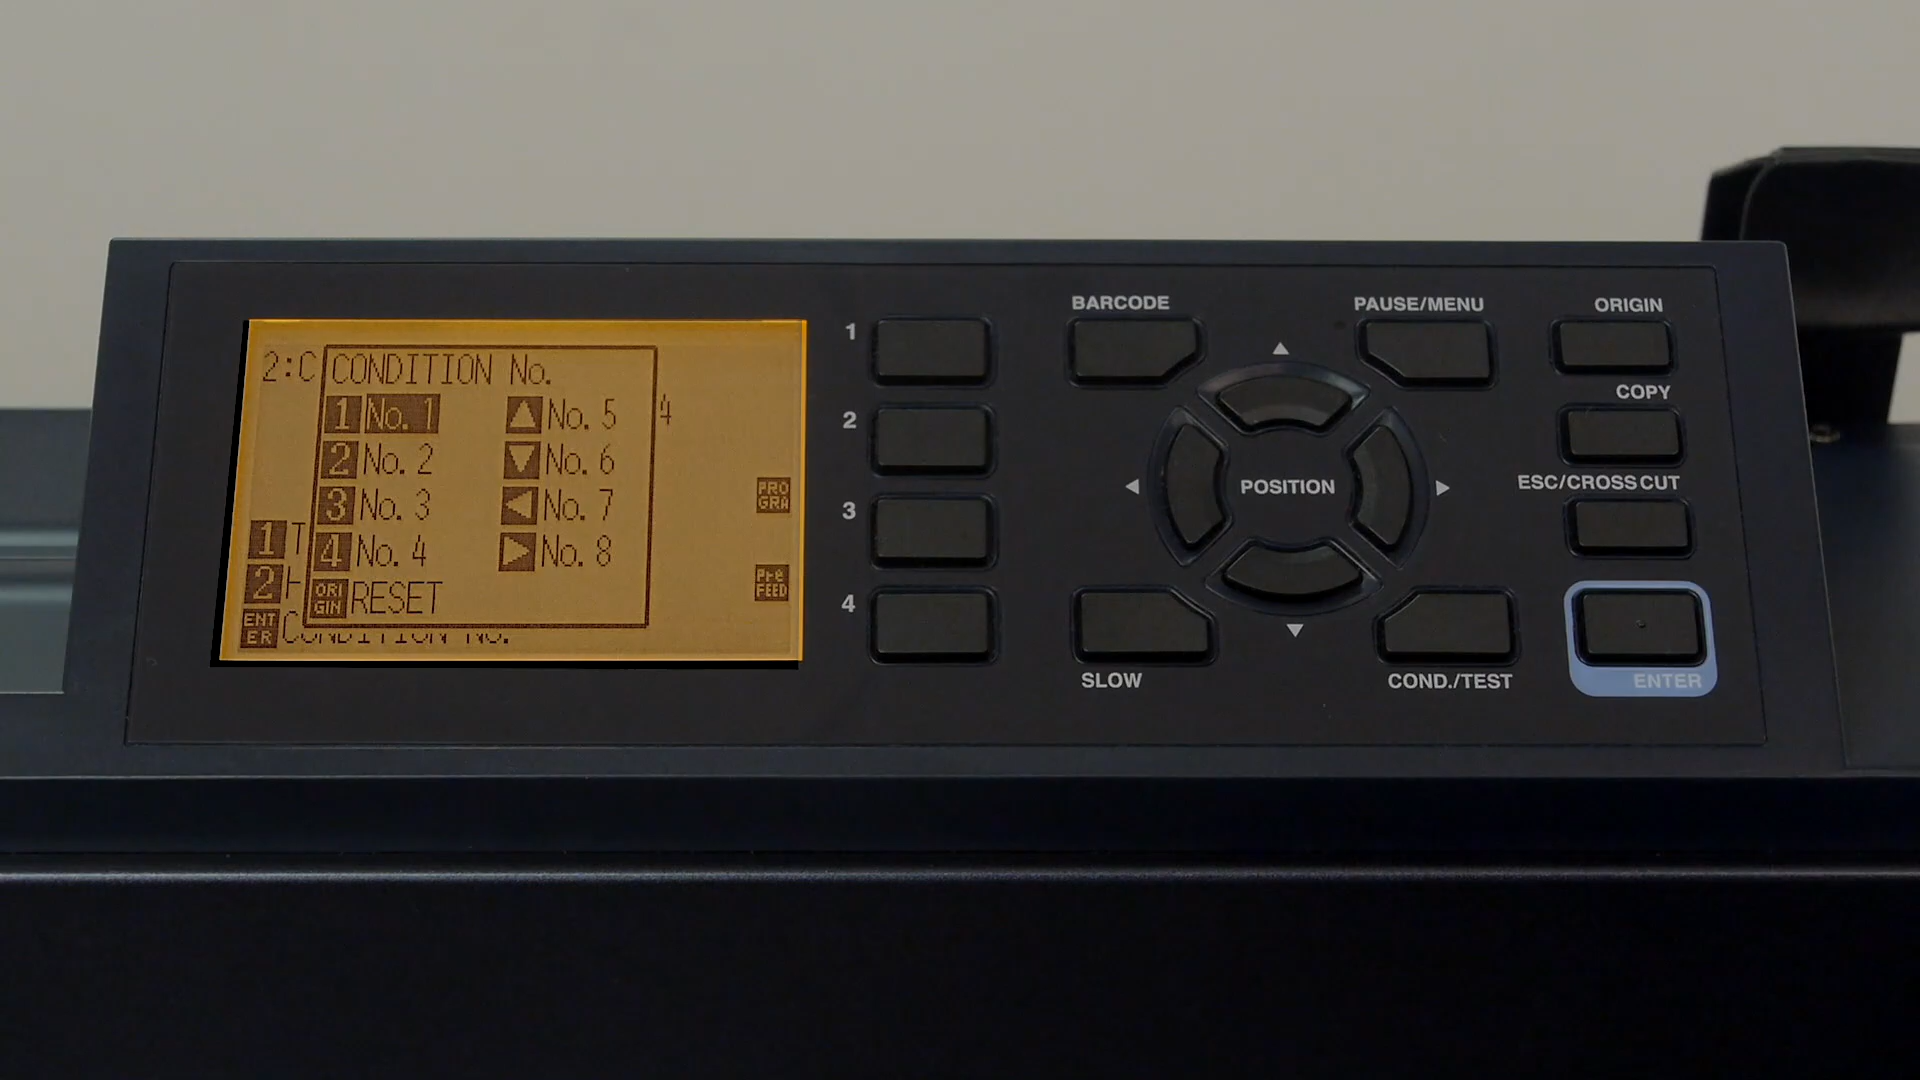 2:C
CONDITION No.
1 No. 1 ▲ No. 5
4
2 No. 2 ▼ No. 6
3 No. 3 ◀ No. 7
4 No. 4 ▶ No. 8
ORI GIN RESET
1 T
2 H
ENT ER CONDITION NO.
PRO GRA
Pre FEED
1
2
3
4
BARCODE
PAUSE/MENU
ORIGIN
COPY
ESC/CROSS CUT
POSITION
SLOW
COND./TEST
ENTER